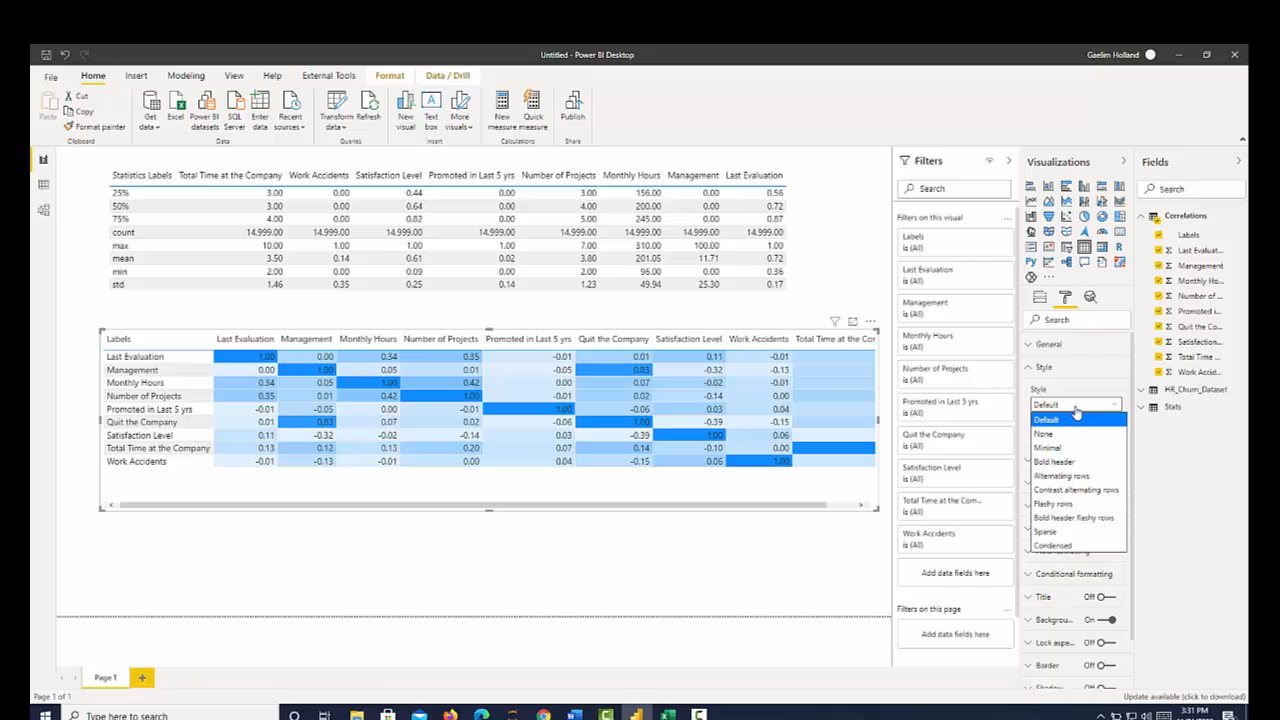 Untitled - Power BI Desktop
Gaelim Holland
File Home Insert Modeling View Help External Tools Format Data / Drill
Paste
Cut
Copy
Format painter
Clipboard
Get data
Excel
Power BI datasets
SQL Server
Enter data
Recent sources
Data
Transform data
Refresh
Queries
New visual
Text box
More visuals
Insert
New measure
Quick measure
Calculations
Publish
Share
Statistics Labels Total Time at the Company Work Accidents Satisfaction Level Promoted in Last 5 yrs Number of Projects Monthly Hours Management Last Evaluation
25% 3.00 0.00 0.44 0.00 3.00 156.00 0.00 0.56
50% 3.00 0.00 0.64 0.00 4.00 200.00 0.00 0.72
75% 4.00 0.00 0.82 0.00 5.00 245.00 0.00 0.87
count 14,999.00 14,999.00 14,999.00 14,999.00 14,999.00 14,999.00 14,999.00 14,999.00
max 10.00 1.00 1.00 1.00 7.00 310.00 100.00 1.00
mean 3.50 0.14 0.61 0.02 3.80 201.05 11.71 0.72
min 2.00 0.00 0.09 0.00 2.00 96.00 0.00 0.36
std 1.46 0.35 0.25 0.14 1.23 49.94 25.30 0.17
Labels Last Evaluation Management Monthly Hours Number of Projects Promoted in Last 5 yrs Quit the Company Satisfaction Level Work Accidents Total Time at the Cor
Last Evaluation 1.00 0.00 0.34 0.35 -0.01 0.01 0.11 -0.01
Management 0.00 1.00 0.05 0.01 -0.05 0.83 -0.32 -0.13
Monthly Hours 0.34 0.05 1.00 0.42 0.00 0.07 -0.02 -0.01
Number of Projects 0.35 0.01 0.42 1.00 -0.01 0.02 -0.14 0.00
Promoted in Last 5 yrs -0.01 -0.05 0.00 -0.01 1.00 -0.06 0.03 0.04
Quit the Company 0.01 0.83 0.07 0.02 -0.06 1.00 -0.39 -0.15
Satisfaction Level 0.11 -0.32 -0.02 -0.14 0.03 -0.39 1.00 0.06
Total Time at the Company 0.13 0.12 0.13 0.20 0.07 0.14 -0.10 0.00
Work Accidents -0.01 -0.13 -0.01 0.00 0.04 -0.15 0.06 1.00
Filters
Search
Filters on this visual
Labels
is (All)
Last Evaluation
is (All)
Management
is (All)
Monthly Hours
is (All)
Number of Projects
is (All)
Promoted in Last 5 yrs
is (All)
Quit the Company
is (All)
Satisfaction Level
is (All)
Total Time at the Com...
is (All)
Work Accidents
is (All)
Add data fields here
Filters on this page
Add data fields here
Visualizations
R
Py
Search
General
Style
Style
Default
Default
None
Minimal
Bold header
Alternating rows
Contrast alternating rows
Flashy rows
Bold header flashy rows
Sparse
Condensed
Conditional formatting
Title Off
Backgrou... On
Lock aspe... Off
Border Off
Off
Fields
Search
Correlations
Labels
Last Evaluat...
Management
Monthly Ho...
Number of ...
Promoted i...
Quit the Co...
Satisfaction...
Total Time ...
Work Accid...
HR_Churn_Dataset
Stats
Page 1
Page 1 of 1
Update available (click to download)
Type here to search
3:31 PM